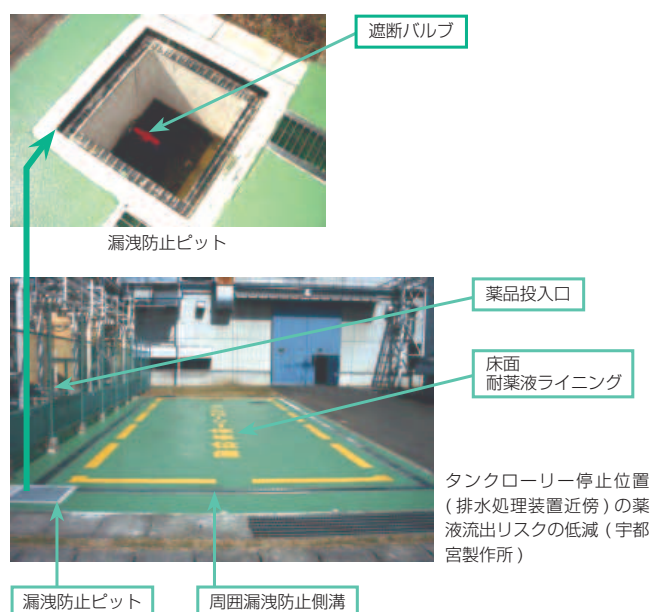 遮断バルブ
漏洩防止ピット
薬品投入口
床面
耐薬液ライニング
タンクローリー停止位置
(排水処理装置近傍)の薬
液流出リスクの低減(宇都
宮製作所)
漏洩防止ピット
周囲漏洩防止側溝